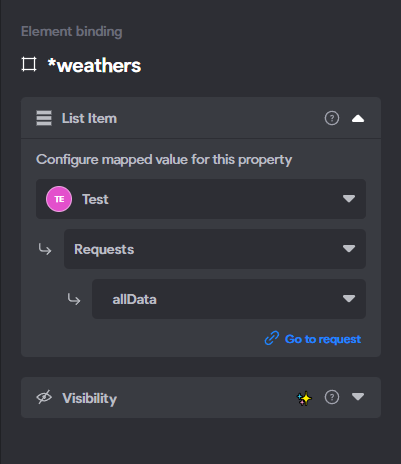 Element binding
*weathers
List Item
Configure mapped value for this property
TE Test
Requests
allData
Go to request
Visibility